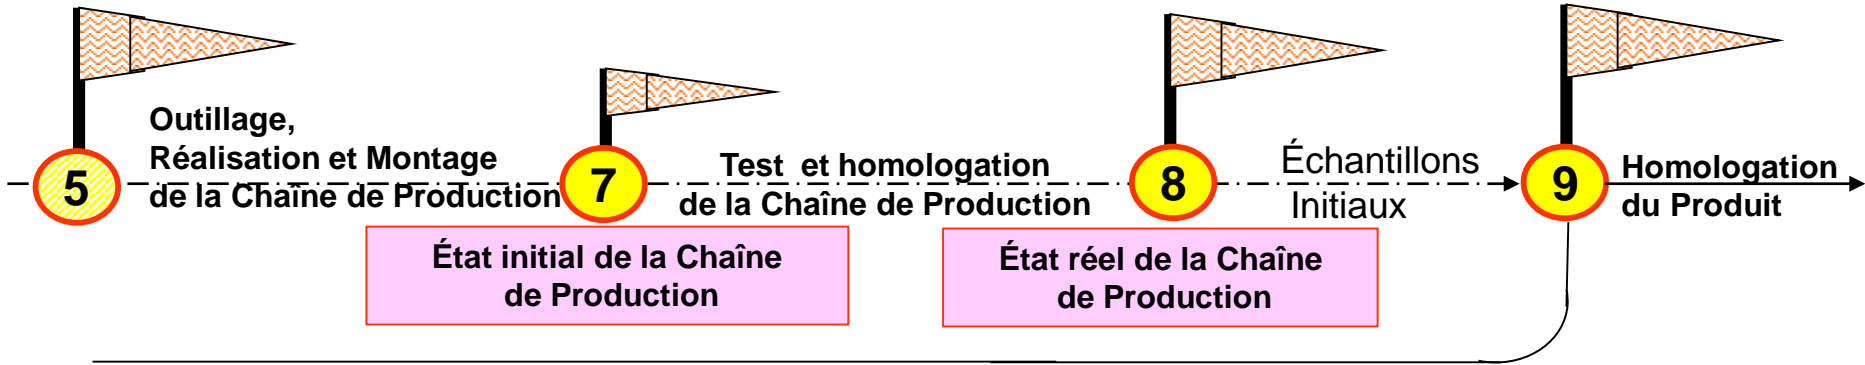 5
Outillage,
Réalisation et Montage
de la Chaîne de Production
7
Test et homologation
de la Chaîne de Production
8
Échantillons
Initiaux
9
Homologation
du Produit
État initial de la Chaîne
de Production
État réel de la Chaîne
de Production